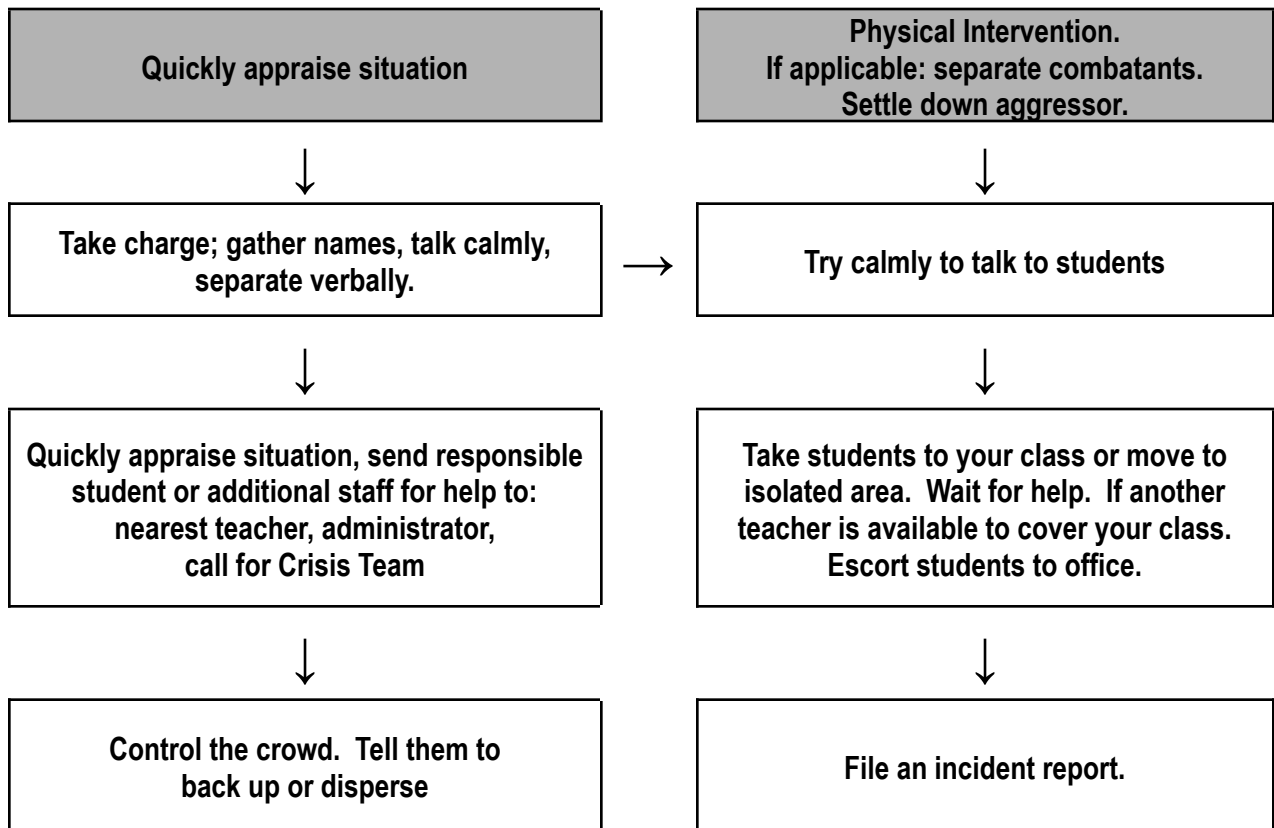 Quickly appraise situation
Physical Intervention.
If applicable: separate combatants.
Settle down aggressor.
Take charge; gather names, talk calmly,
separate verbally.
Try calmly to talk to students
Quickly appraise situation, send responsible
student or additional staff for help to:
nearest teacher, administrator,
call for Crisis Team
Take students to your class or move to
isolated area.  Wait for help.  If another
teacher is available to cover your class.
Escort students to office.
Control the crowd.  Tell them to
back up or disperse
File an incident report.